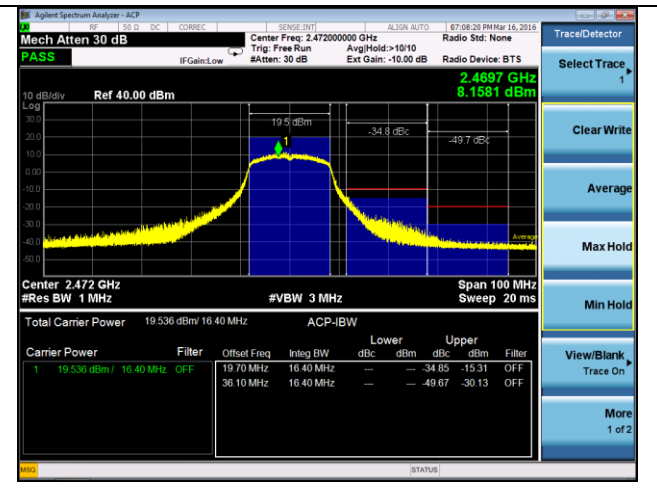 Agilent Spectrum Analyzer - ACP
RF 50 Ω DC CORREC SENSE:INT ALIGN AUTO 07:08:20 PM Mar 16, 2016
Mech Atten 30 dB Center Freq: 2.472000000 GHz Radio Std: None Trace/Detector
Trig: Free Run Avg|Hold:>10/10
PASS IFGain:Low #Atten: 30 dB Ext Gain: -10.00 dB Radio Device: BTS
Select Trace
1
2.4697 GHz
10 dB/div Ref 40.00 dBm 8.1581 dBm
Log
30.0
19.5 dBm -34.8 dBc -49.7 dBc
Clear Write
20.0
1
10.0
0.00
Average
-10.0
-20.0
-30.0
Average
-40.0
Max Hold
-50.0
Center 2.472 GHz Span 100 MHz
#Res BW 1 MHz #VBW 3 MHz Sweep 20 ms
Min Hold
Total Carrier Power 19.536 dBm/ 16.40 MHz ACP-IBW
Lower Upper
Carrier Power Filter Offset Freq Integ BW dBc dBm dBc dBm Filter
1 19.536 dBm / 16.40 MHz OFF 19.70 MHz 16.40 MHz --- --- -34.85 -15.31 OFF
36.10 MHz 16.40 MHz --- --- -49.67 -30.13 OFF
View/Blank
Trace On
More
1 of 2
MSG STATUS